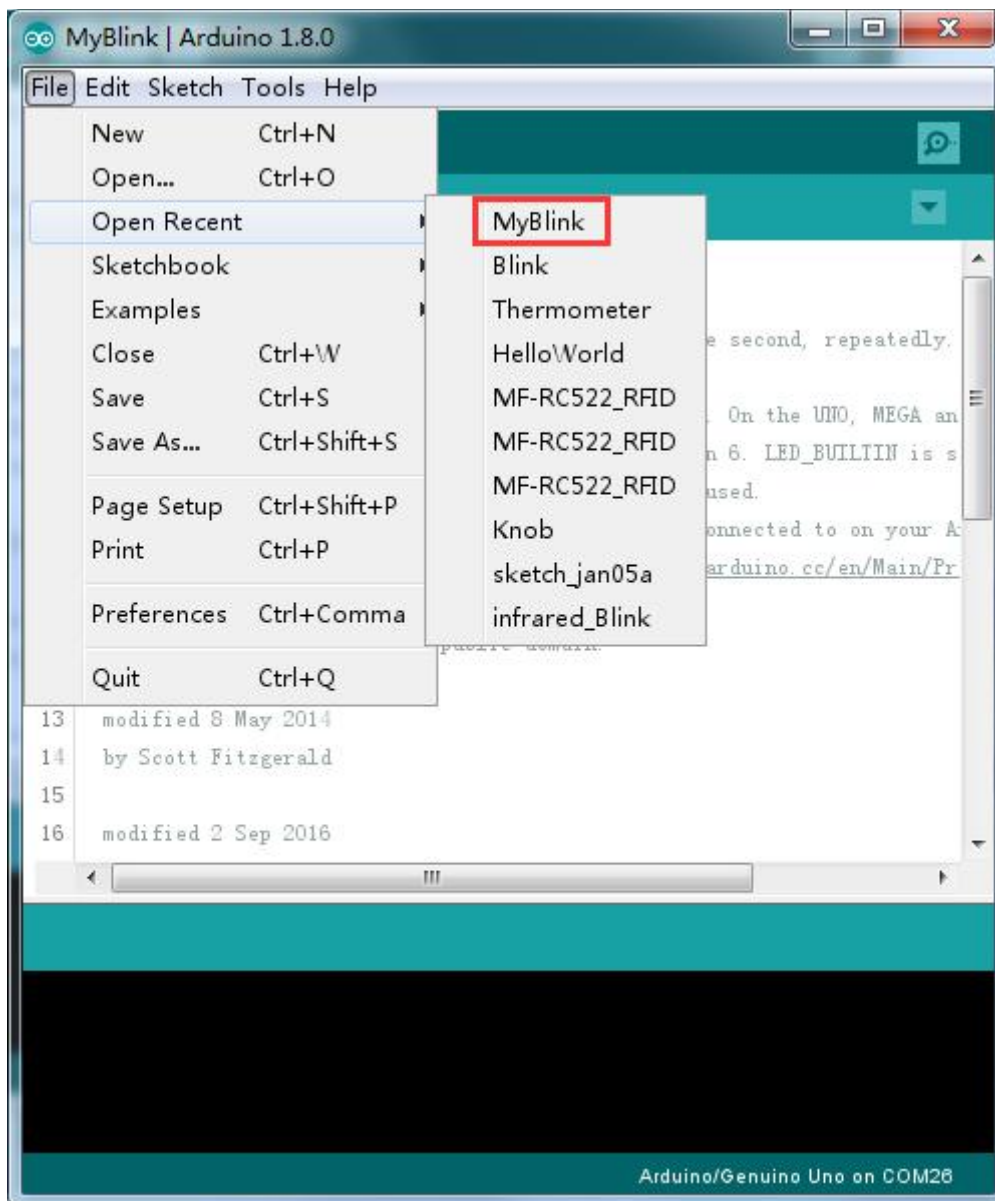 MyBlink | Arduino 1.8.0
File Edit Sketch Tools Help
New Ctrl+N
Open... Ctrl+O
Open Recent
Sketchbook
Examples
Close Ctrl+W
Save Ctrl+S
Save As... Ctrl+Shift+S
Page Setup Ctrl+Shift+P
Print Ctrl+P
Preferences Ctrl+Comma
Quit Ctrl+Q
MyBlink
Blink
Thermometer
HelloWorld
MF-RC522_RFID
MF-RC522_RFID
MF-RC522_RFID
Knob
sketch_jan05a
infrared_Blink
e second, repeatedly.
. On the UNO, MEGA an
n 6. LED_BUILTIN is s
used.
onnected to on your A
arduino.cc/en/Main/Pr
domain.
13 modified 8 May 2014
14 by Scott Fitzgerald
15
16 modified 2 Sep 2016
Arduino/Genuino Uno on COM26